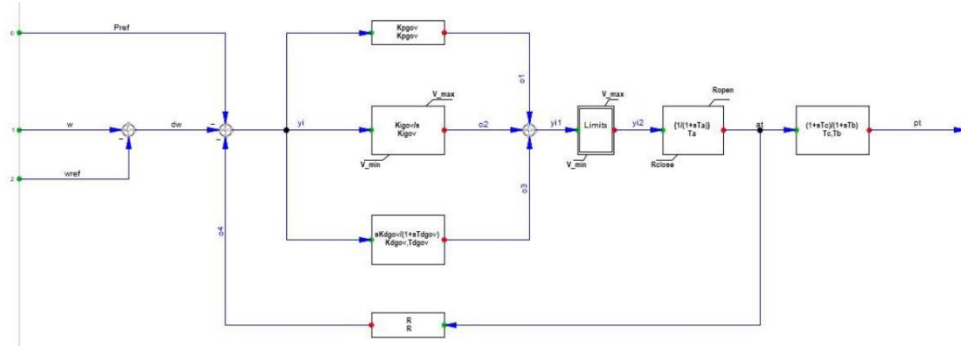 Pref
Kpgov
Kpgov
o1
V_max
V_max
Ropen
0
1
2
w
dw
yi
Kigov/s
Kigov
o2
yi1
Limits
yi2
{1/(1+sTa)}
Ta
at
(1+sTc)/(1+sTb)
Tc,Tb
pt
V_min
V_min
Rclose
wref
o3
o4
sKdgov/(1+sTdgov)
Kdgov,Tdgov
R
R